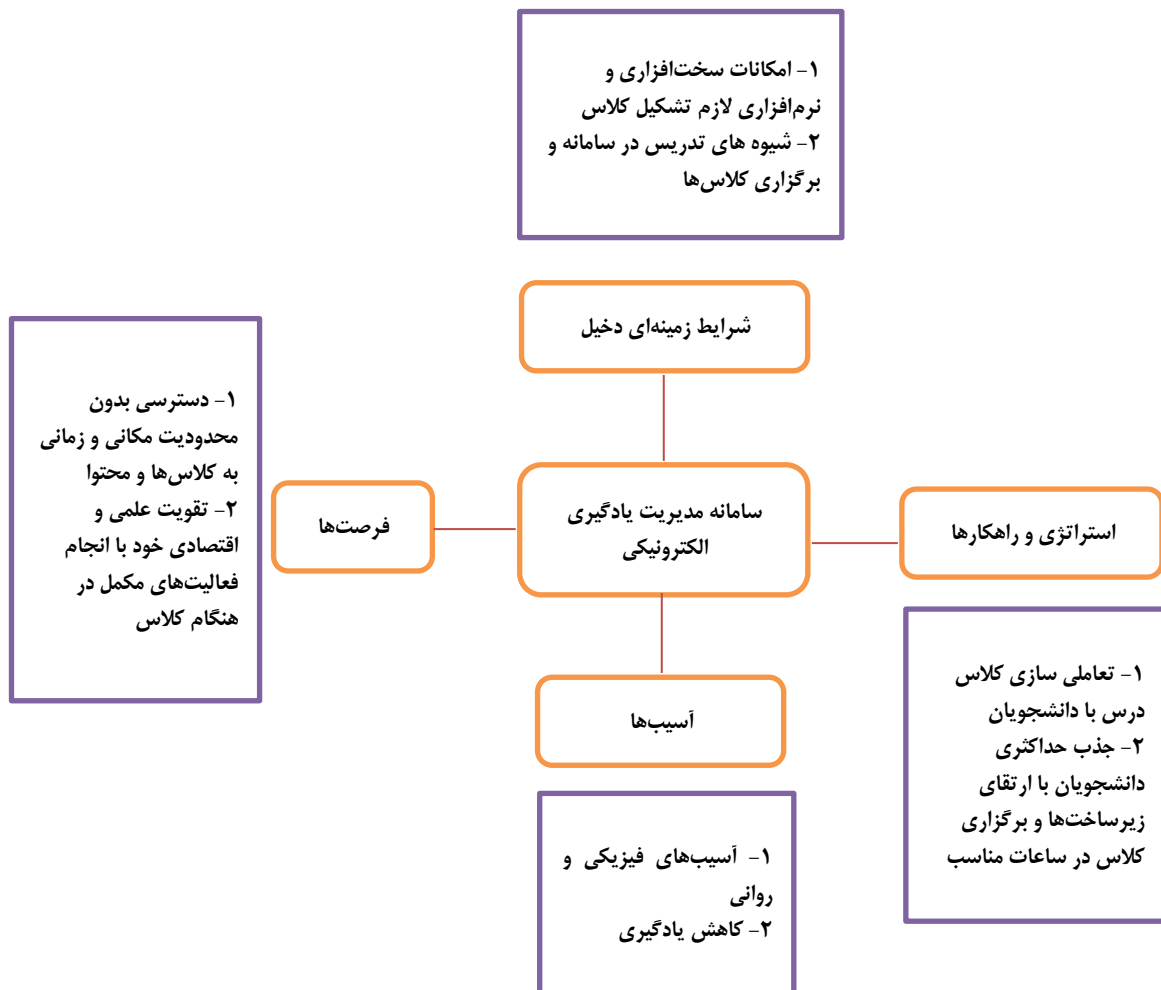 ۱- امکانات سخت‌افزاری و
نرم‌افزاری لازم تشکیل کلاس
۲- شیوه های تدریس در سامانه و
برگزاری کلاس‌ها
شرایط زمینه‌ای دخیل
۱- دسترسی بدون
محدودیت مکانی و زمانی
به کلاس‌ها و محتوا
۲- تقویت علمی و
اقتصادی خود با انجام
فعالیت‌های مکمل در
هنگام کلاس
فرصت‌ها
سامانه مدیریت یادگیری
الکترونیکی
استراتژی و راهکارها
۱- تعاملی سازی کلاس
درس با دانشجویان
۲- جذب حداکثری
دانشجویان با ارتقای
زیرساخت‌ها و برگزاری
کلاس در ساعات مناسب
آسیب‌ها
۱- آسیب‌های فیزیکی و
روانی
۲- کاهش یادگیری